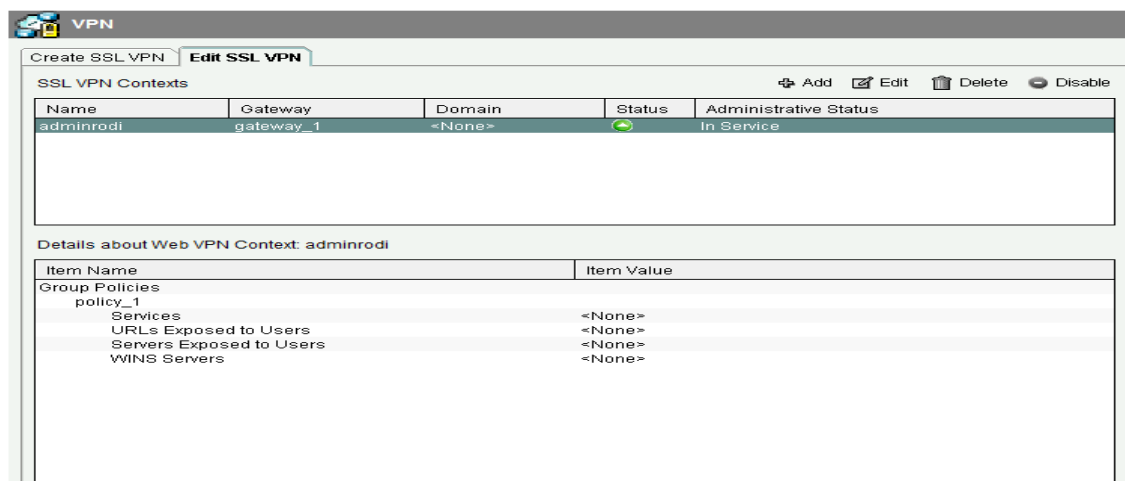 VPN
Create SSL VPN Edit SSL VPN
SSL VPN Contexts Add Edit Delete Disable
Name Gateway Domain Status Administrative Status
adminrodi gateway_1 <None> In Service
Details about Web VPN Context: adminrodi
Item Name Item Value
Group Policies
policy_1
Services <None>
URLs Exposed to Users <None>
Servers Exposed to Users <None>
WINS Servers <None>